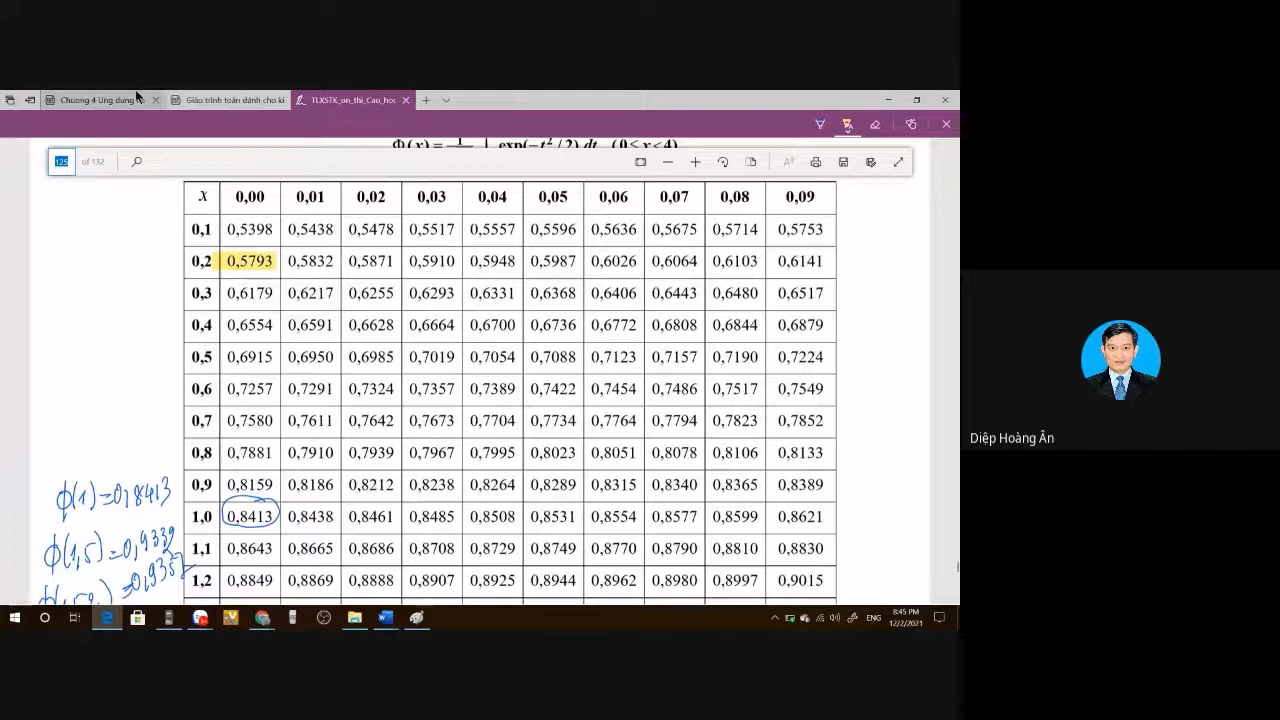 Chuong 4 Ung dung
Giáo trình toán dành cho ki
TLXSTK_on_thi_Cao_hoc
Φ(x) = 1 exp(−t²/2) dt (0≤x<4)
125 of 132
X 0,00 0,01 0,02 0,03 0,04 0,05 0,06 0,07 0,08 0,09
0,1 0,5398 0,5438 0,5478 0,5517 0,5557 0,5596 0,5636 0,5675 0,5714 0,5753
0,2 0,5793 0,5832 0,5871 0,5910 0,5948 0,5987 0,6026 0,6064 0,6103 0,6141
0,3 0,6179 0,6217 0,6255 0,6293 0,6331 0,6368 0,6406 0,6443 0,6480 0,6517
0,4 0,6554 0,6591 0,6628 0,6664 0,6700 0,6736 0,6772 0,6808 0,6844 0,6879
0,5 0,6915 0,6950 0,6985 0,7019 0,7054 0,7088 0,7123 0,7157 0,7190 0,7224
0,6 0,7257 0,7291 0,7324 0,7357 0,7389 0,7422 0,7454 0,7486 0,7517 0,7549
0,7 0,7580 0,7611 0,7642 0,7673 0,7704 0,7734 0,7764 0,7794 0,7823 0,7852
0,8 0,7881 0,7910 0,7939 0,7967 0,7995 0,8023 0,8051 0,8078 0,8106 0,8133
0,9 0,8159 0,8186 0,8212 0,8238 0,8264 0,8289 0,8315 0,8340 0,8365 0,8389
1,0 0,8413 0,8438 0,8461 0,8485 0,8508 0,8531 0,8554 0,8577 0,8599 0,8621
1,1 0,8643 0,8665 0,8686 0,8708 0,8729 0,8749 0,8770 0,8790 0,8810 0,8830
1,2 0,8849 0,8869 0,8888 0,8907 0,8925 0,8944 0,8962 0,8980 0,8997 0,9015
ϕ(1)=0,8413
ϕ(1,5)=0,9332
=0,9357
Diệp Hoàng Ân
ENG
8:45 PM
12/2/2021